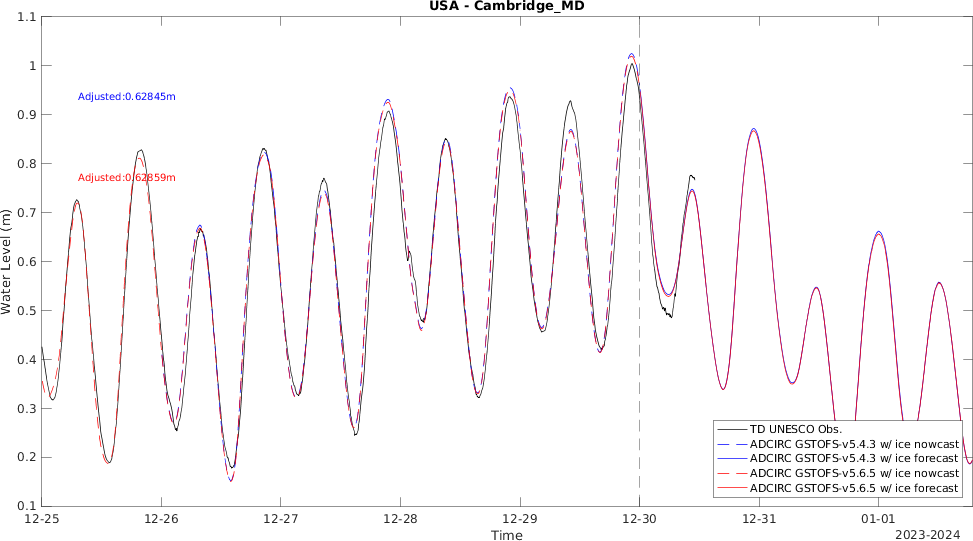 USA - Cambridge_MD
1.1
1
0.9
0.8
0.7
0.6
0.5
0.4
0.3
0.2
0.1
Water Level (m)
Adjusted:0.62845m
Adjusted:0.62859m
TD UNESCO Obs.
ADCIRC GSTOFS-v5.4.3 w/ ice nowcast
ADCIRC GSTOFS-v5.4.3 w/ ice forecast
ADCIRC GSTOFS-v5.6.5 w/ ice nowcast
ADCIRC GSTOFS-v5.6.5 w/ ice forecast
12-25 12-26 12-27 12-28 12-29 12-30 12-31 01-01
Time
2023-2024